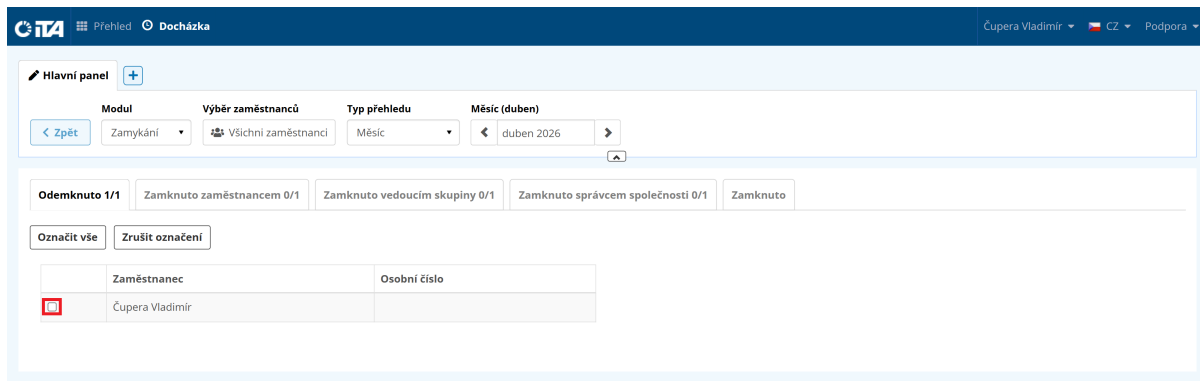 iTA Přehled Docházka Čupera Vladimír CZ Podpora
Hlavní panel
Modul Výběr zaměstnanců Typ přehledu Měsíc (duben)
Zpět Zamykání Všichni zaměstnanci Měsíc duben 2026
Odemknuto 1/1 Zamknuto zaměstnancem 0/1 Zamknuto vedoucím skupiny 0/1 Zamknuto správcem společnosti 0/1 Zamknuto
Označit vše Zrušit označení
Zaměstnanec Osobní číslo
Čupera Vladimír